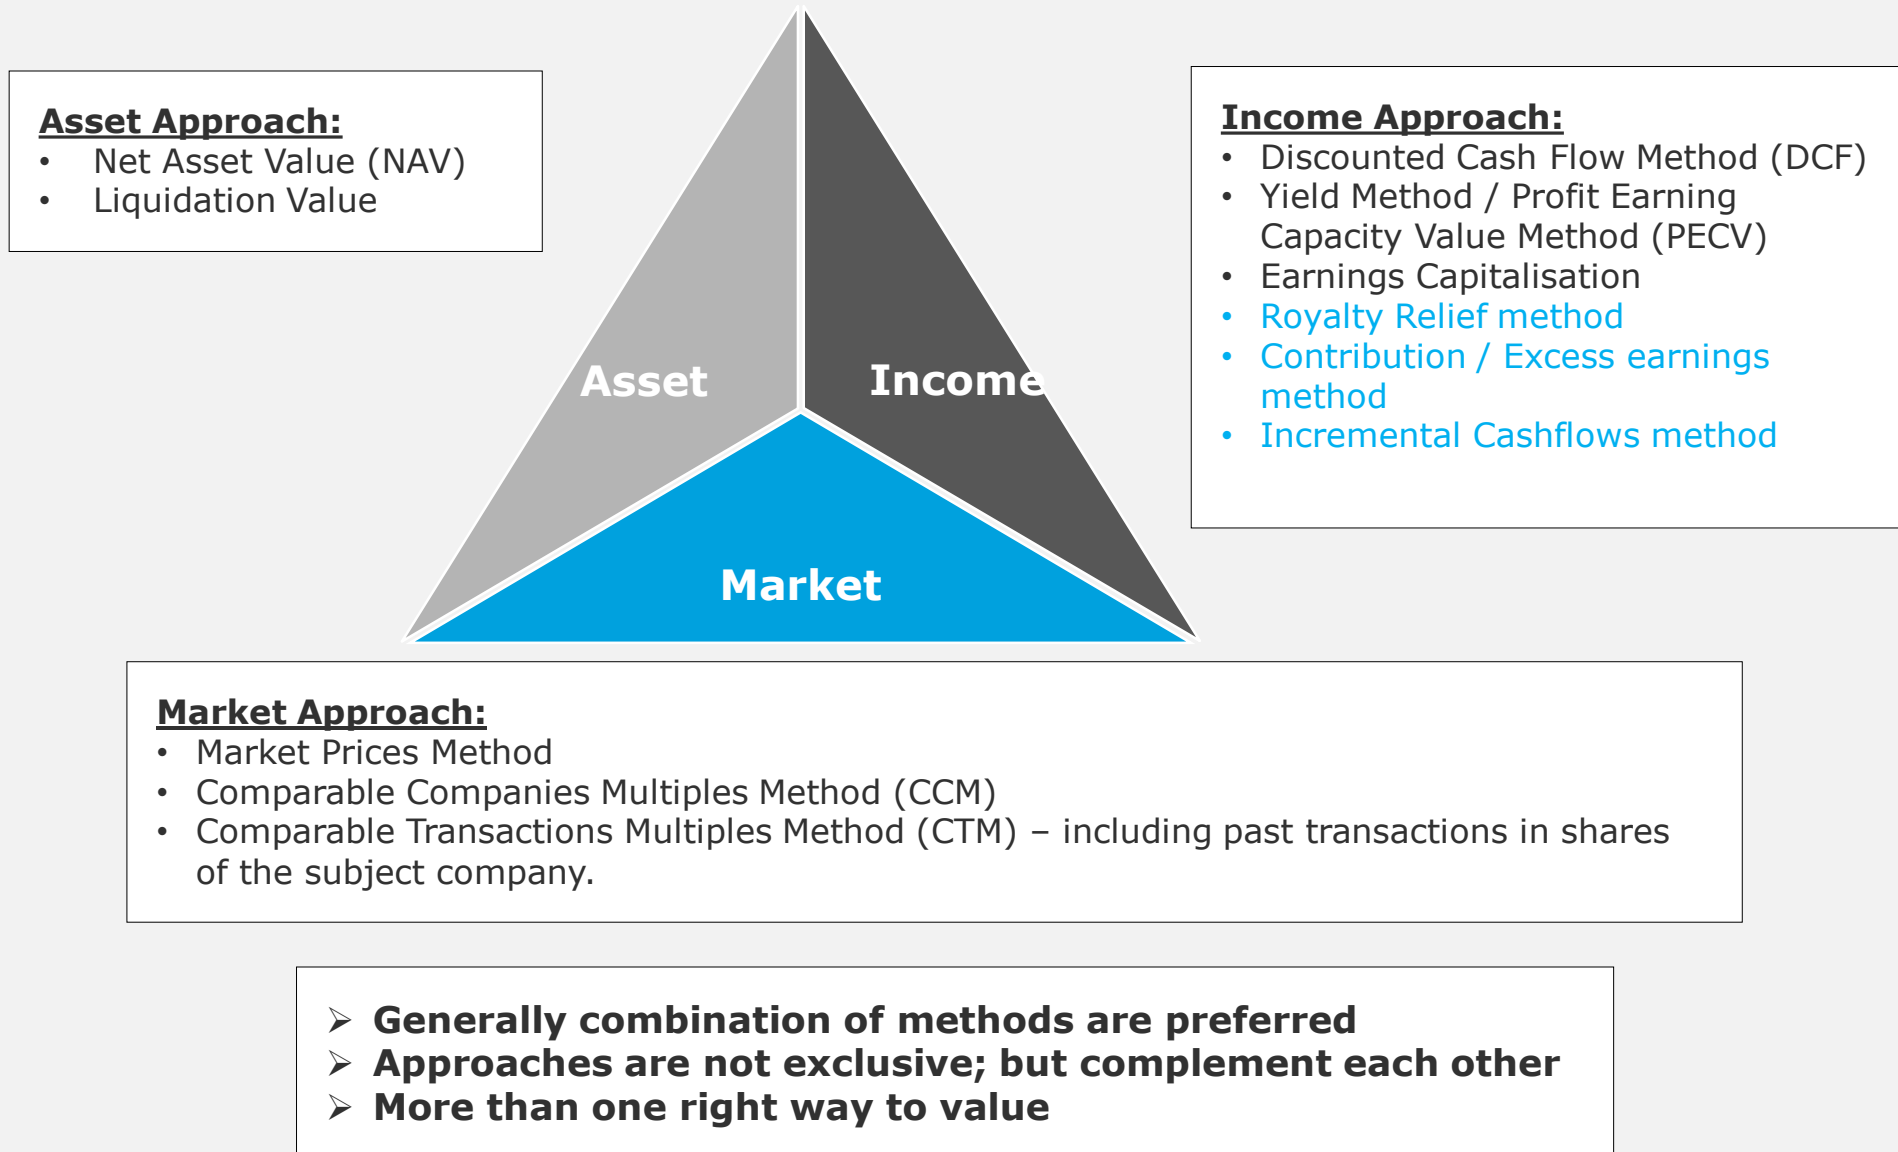 Asset Approach:
• Net Asset Value (NAV)
• Liquidation Value
Income Approach:
• Discounted Cash Flow Method (DCF)
• Yield Method / Profit Earning
Capacity Value Method (PECV)
• Earnings Capitalisation
• Royalty Relief method
• Contribution / Excess earnings
method
• Incremental Cashflows method
Asset
Income
Market
Market Approach:
• Market Prices Method
• Comparable Companies Multiples Method (CCM)
• Comparable Transactions Multiples Method (CTM) – including past transactions in shares
of the subject company.
➢ Generally combination of methods are preferred
➢ Approaches are not exclusive; but complement each other
➢ More than one right way to value